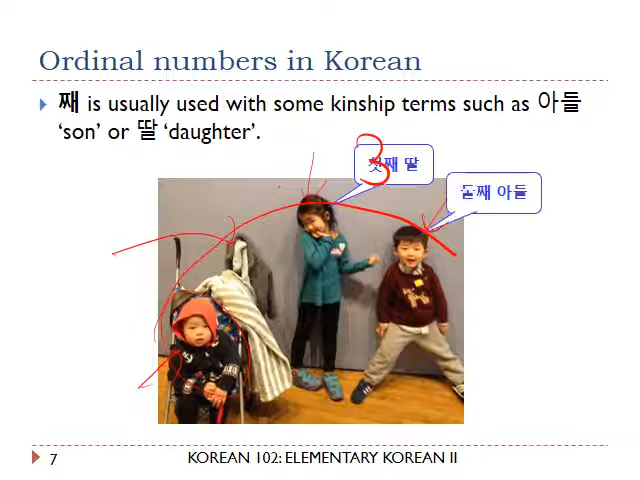 Ordinal numbers in Korean
째 is usually used with some kinship terms such as 아들
‘son’ or 딸 ‘daughter’.
첫째 딸
둘째 아들
3
7
KOREAN 102: ELEMENTARY KOREAN II